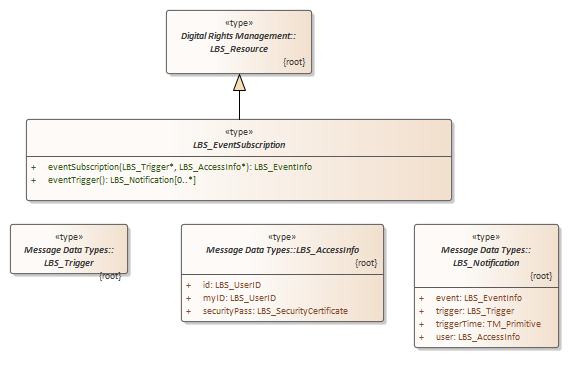 «type»
Digital Rights Management::
LBS_Resource
{root}
«type»
LBS_EventSubscription
+ eventSubscription(LBS_Trigger*, LBS_AccessInfo*): LBS_EventInfo
+ eventTrigger(): LBS_Notification[0..*]
«type»
Message Data Types::
LBS_Trigger
{root}
«type»
Message Data Types::LBS_AccessInfo
{root}
+ id: LBS_UserID
+ myID: LBS_UserID
+ securityPass: LBS_SecurityCertificate
«type»
Message Data Types::
LBS_Notification
{root}
+ event: LBS_EventInfo
+ trigger: LBS_Trigger
+ triggerTime: TM_Primitive
+ user: LBS_AccessInfo